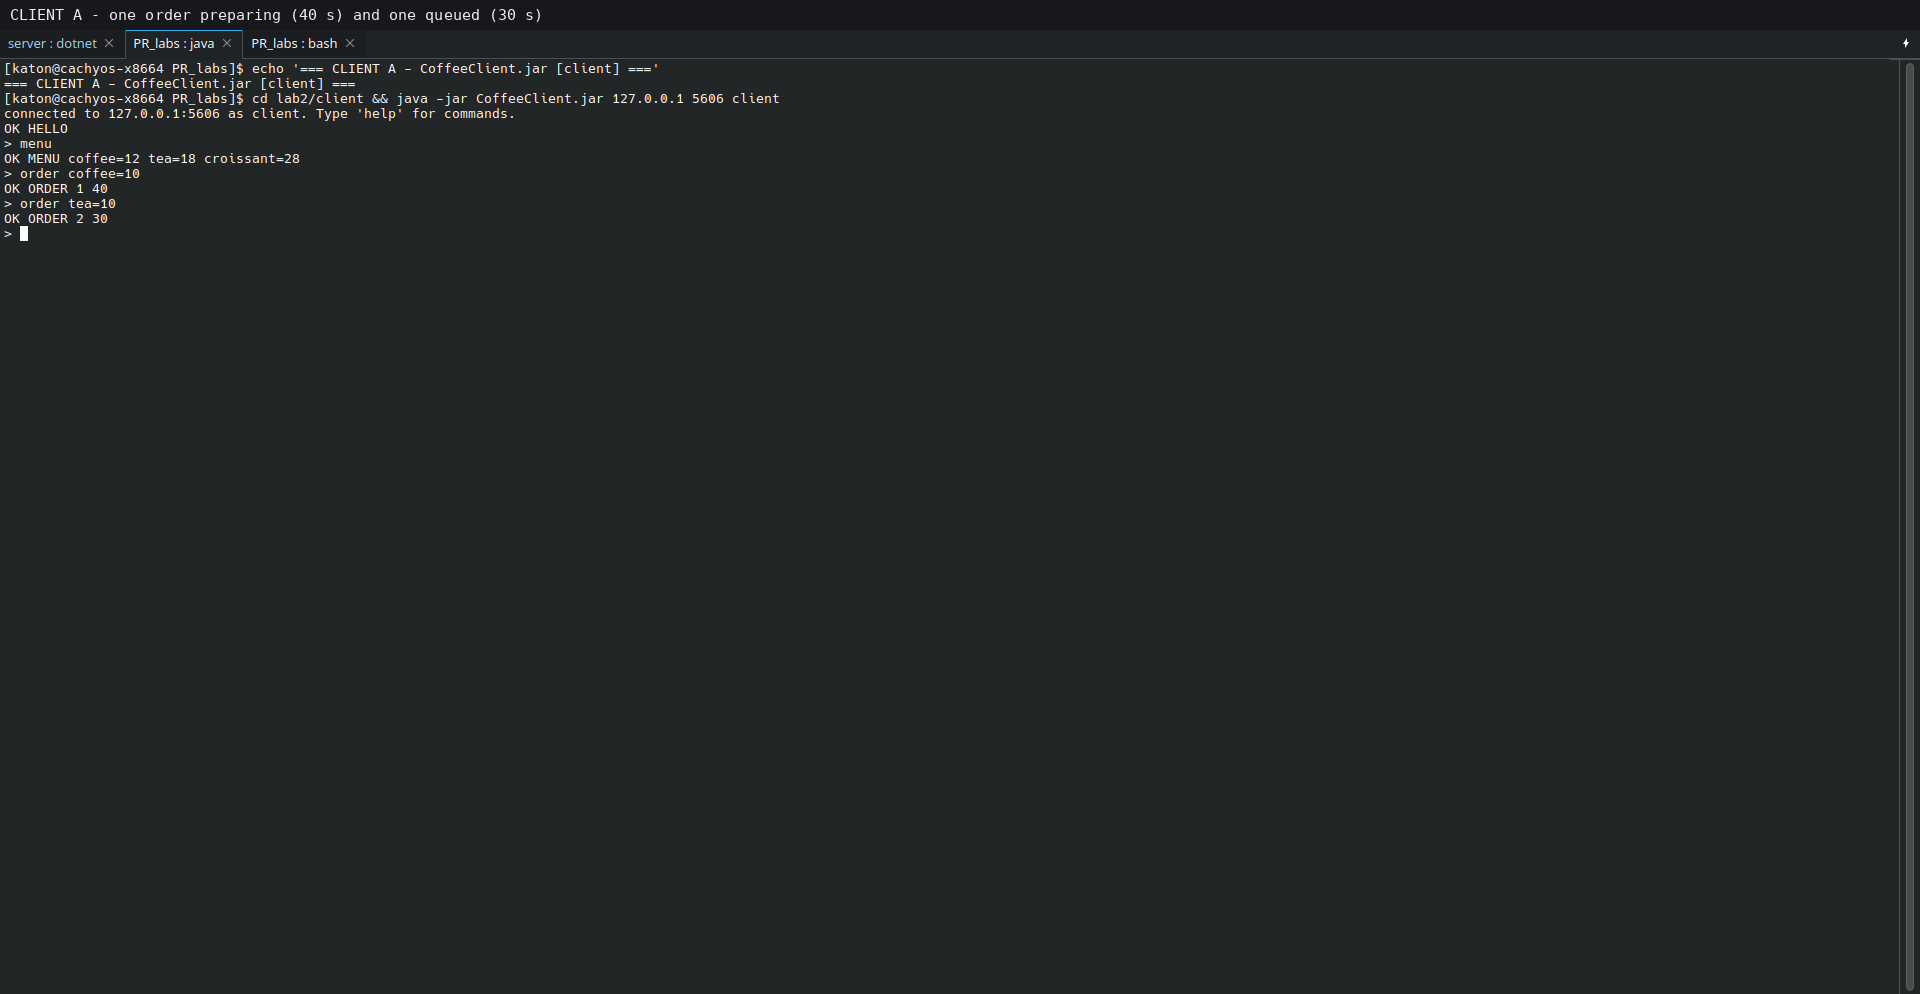 CLIENT A - one order preparing (40 s) and one queued (30 s)
server : dotnet
PR_labs : java
PR_labs : bash
[katon@cachyos-x8664 PR_labs]$ echo '=== CLIENT A - CoffeeClient.jar [client] ==='
=== CLIENT A - CoffeeClient.jar [client] ===
[katon@cachyos-x8664 PR_labs]$ cd lab2/client && java -jar CoffeeClient.jar 127.0.0.1 5606 client
connected to 127.0.0.1:5606 as client. Type 'help' for commands.
OK HELLO
> menu
OK MENU coffee=12 tea=18 croissant=28
> order coffee=10
OK ORDER 1 40
> order tea=10
OK ORDER 2 30
>